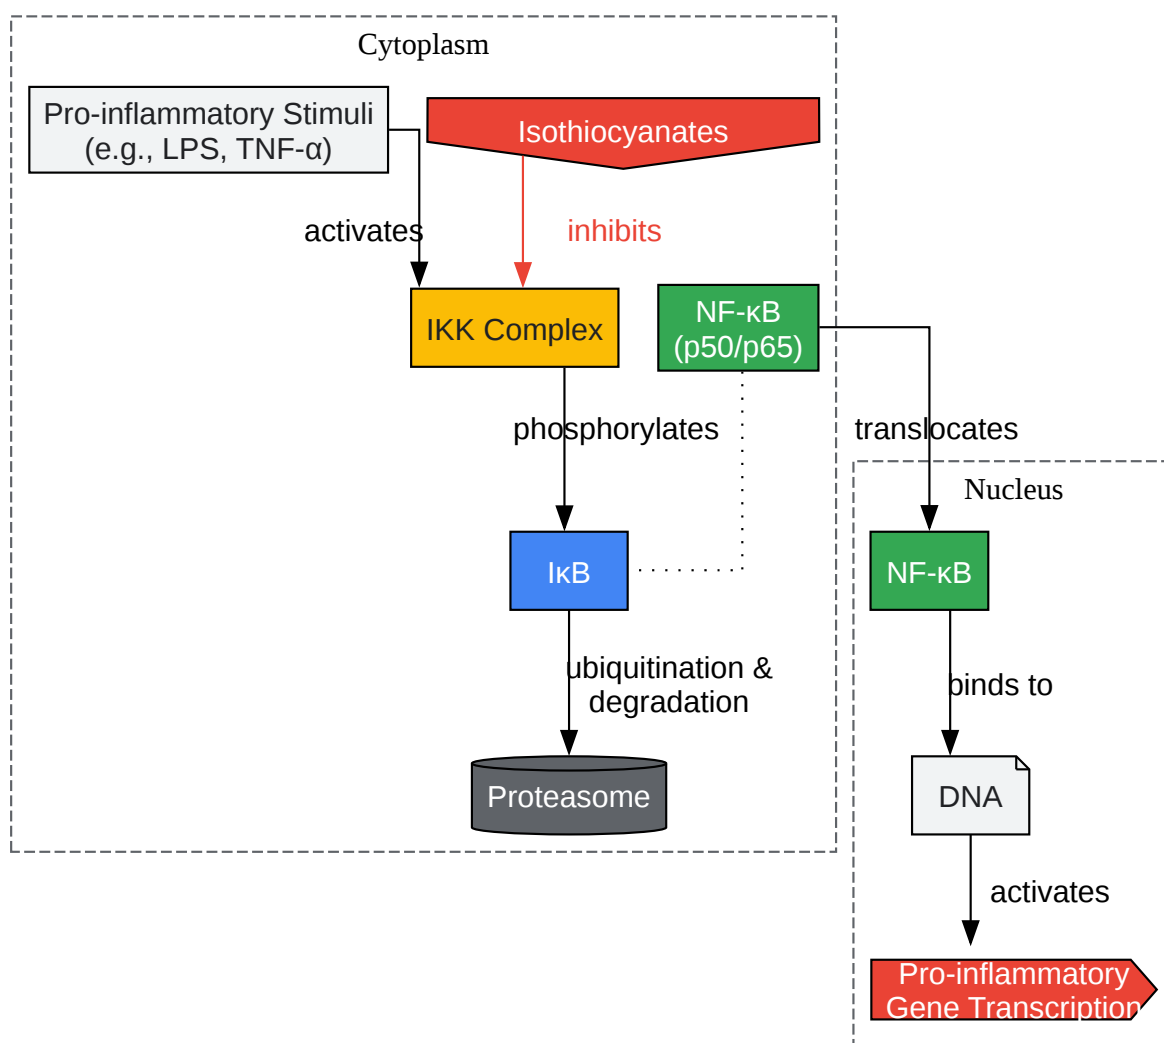 Cytoplasm
Pro-inflammatory Stimuli
(e.g., LPS, TNF-α)
Isothiocyanates
activates
inhibits
IKK Complex
NF-κB
(p50/p65)
phosphorylates
translocates
Nucleus
IκB
NF-κB
ubiquitination &
degradation
binds to
Proteasome
DNA
activates
Pro-inflammatory
Gene Transcription